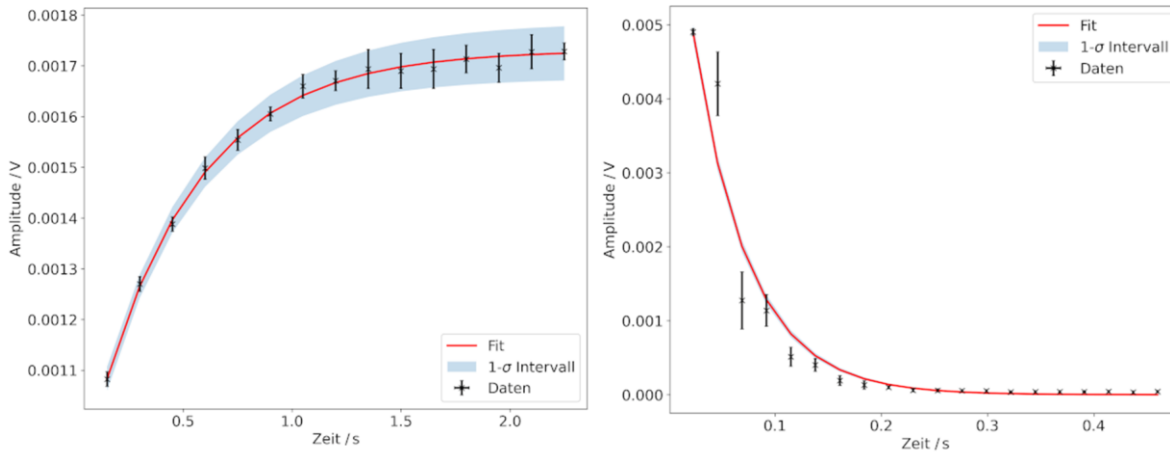 0.0018
0.0017
0.0016
0.0015
0.0014
0.0013
0.0012
0.0011
Amplitude / V
0.5
1.0
1.5
2.0
Zeit / s
Fit
1-σ Intervall
Daten
0.005
0.004
0.003
0.002
0.001
0.000
Amplitude / V
0.1
0.2
0.3
0.4
Zeit / s
Fit
1-σ Intervall
Daten